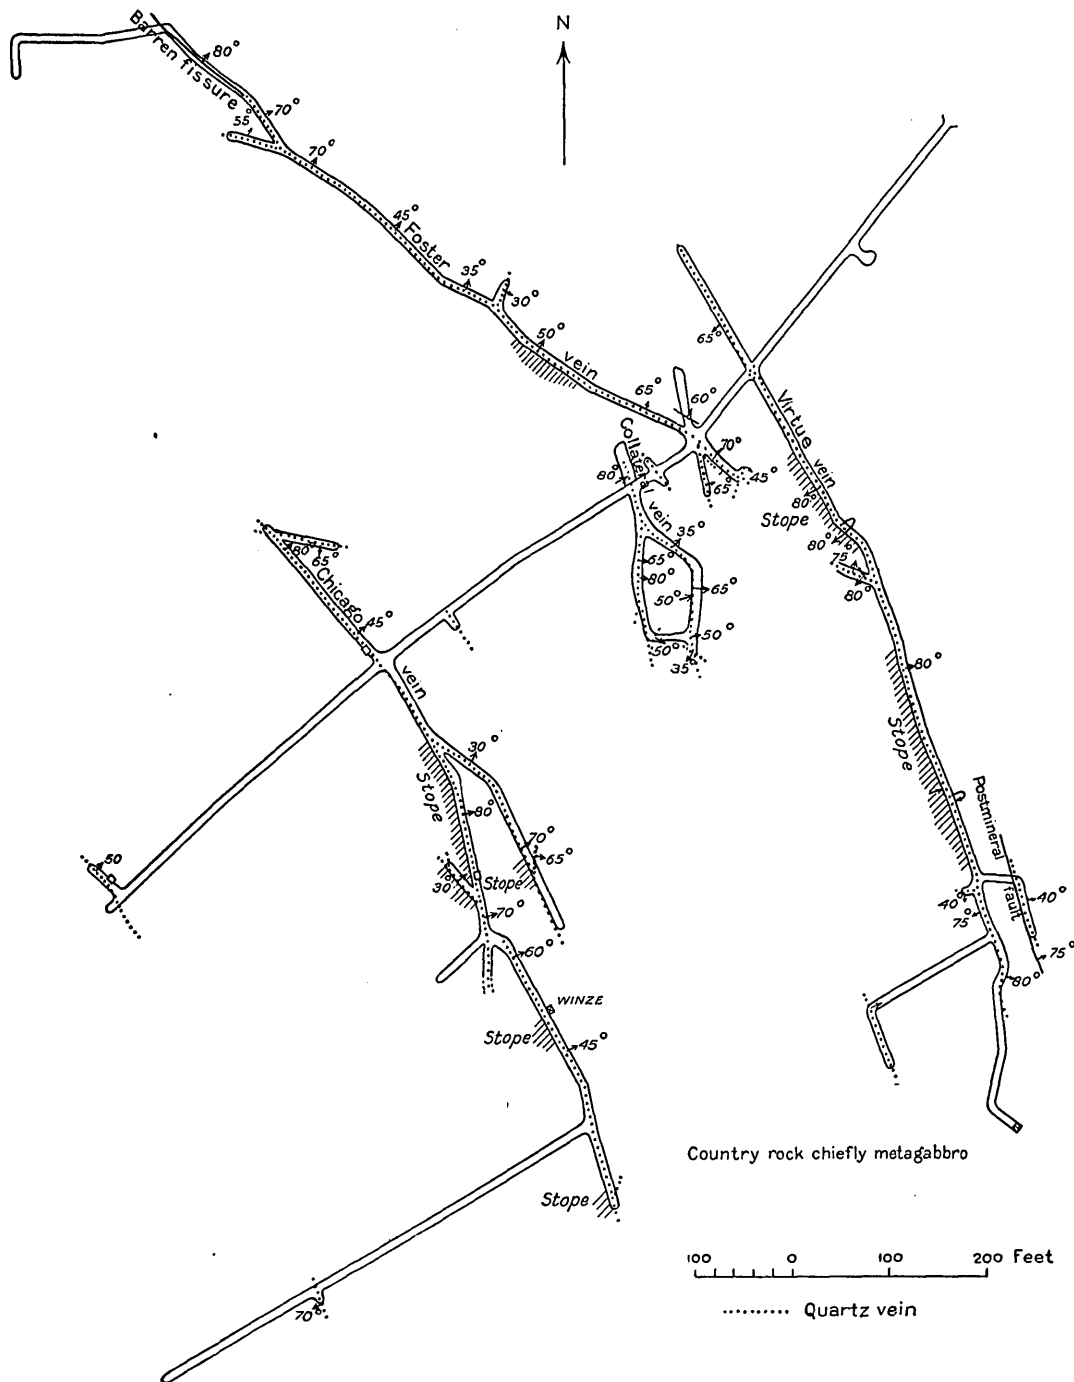 N
Barren fissure
80°
70°
55°
70°
45°
Foster
35°
30°
50°
vein
65°
60°
65°
Virtue
vein
Collateral
vein
70°
45°
65°
80°
80°
Stope
80°
75
80°
35°
65°
80°
50°
65°
50°
50°
35°
80°
65°
Chicago
45°
vein
80°
Stope
30°
Stope
80°
70°
65°
30
Stope
70°
60°
WINZE
Stope
45°
50
Postmineral
fault
40°
40°
75°
75°
80°
Country rock chiefly metagabbro
Stope
70°
100 0 100 200 Feet
Quartz vein